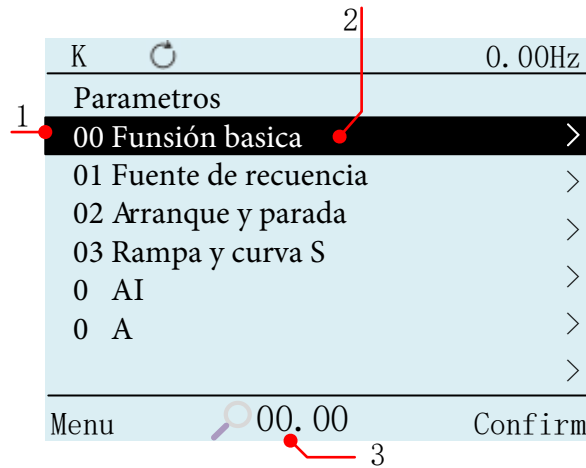 2
K 0.00Hz
Parametros
1
00 Funsión basica >
01 Fuente de recuencia >
02 Arranque y parada >
03 Rampa y curva S >
0 AI >
0 A >
>
Menu 00.00 Confirm
3